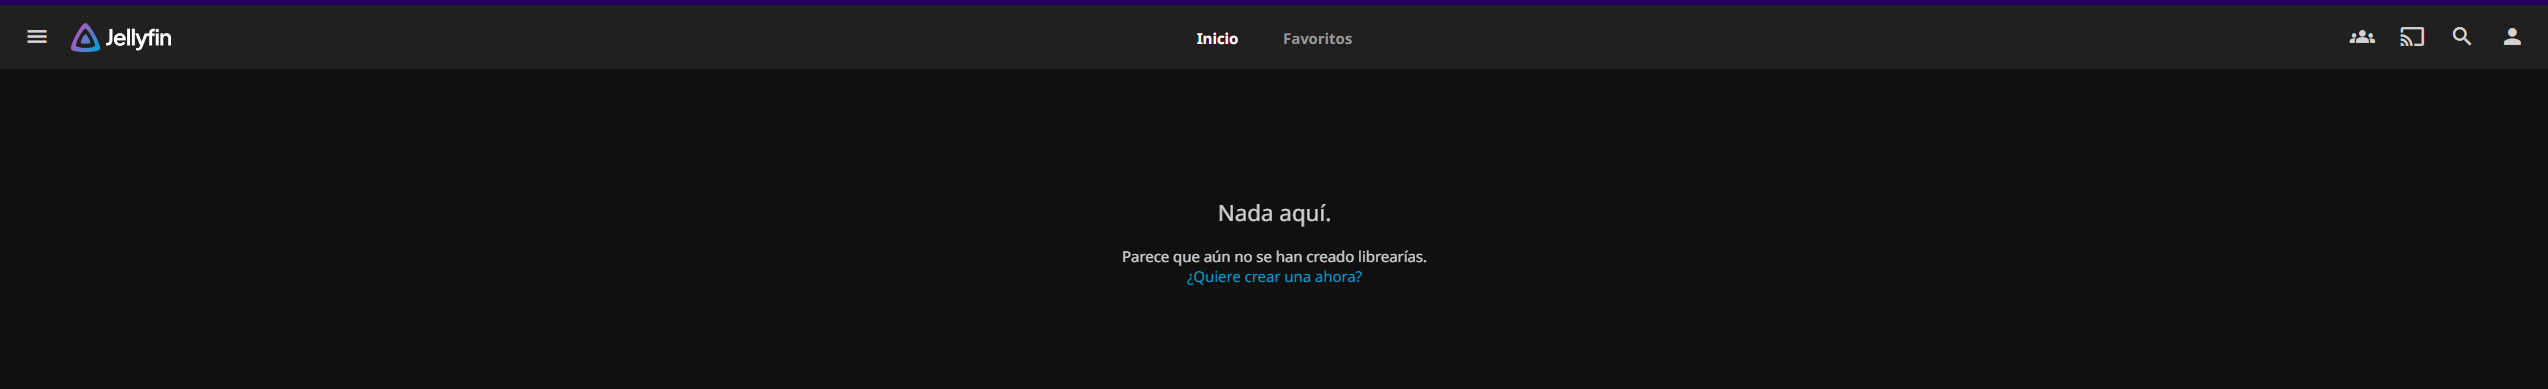 Jellyfin
Inicio Favoritos
Nada aquí.
Parece que aún no se han creado librearías.
¿Quiere crear una ahora?